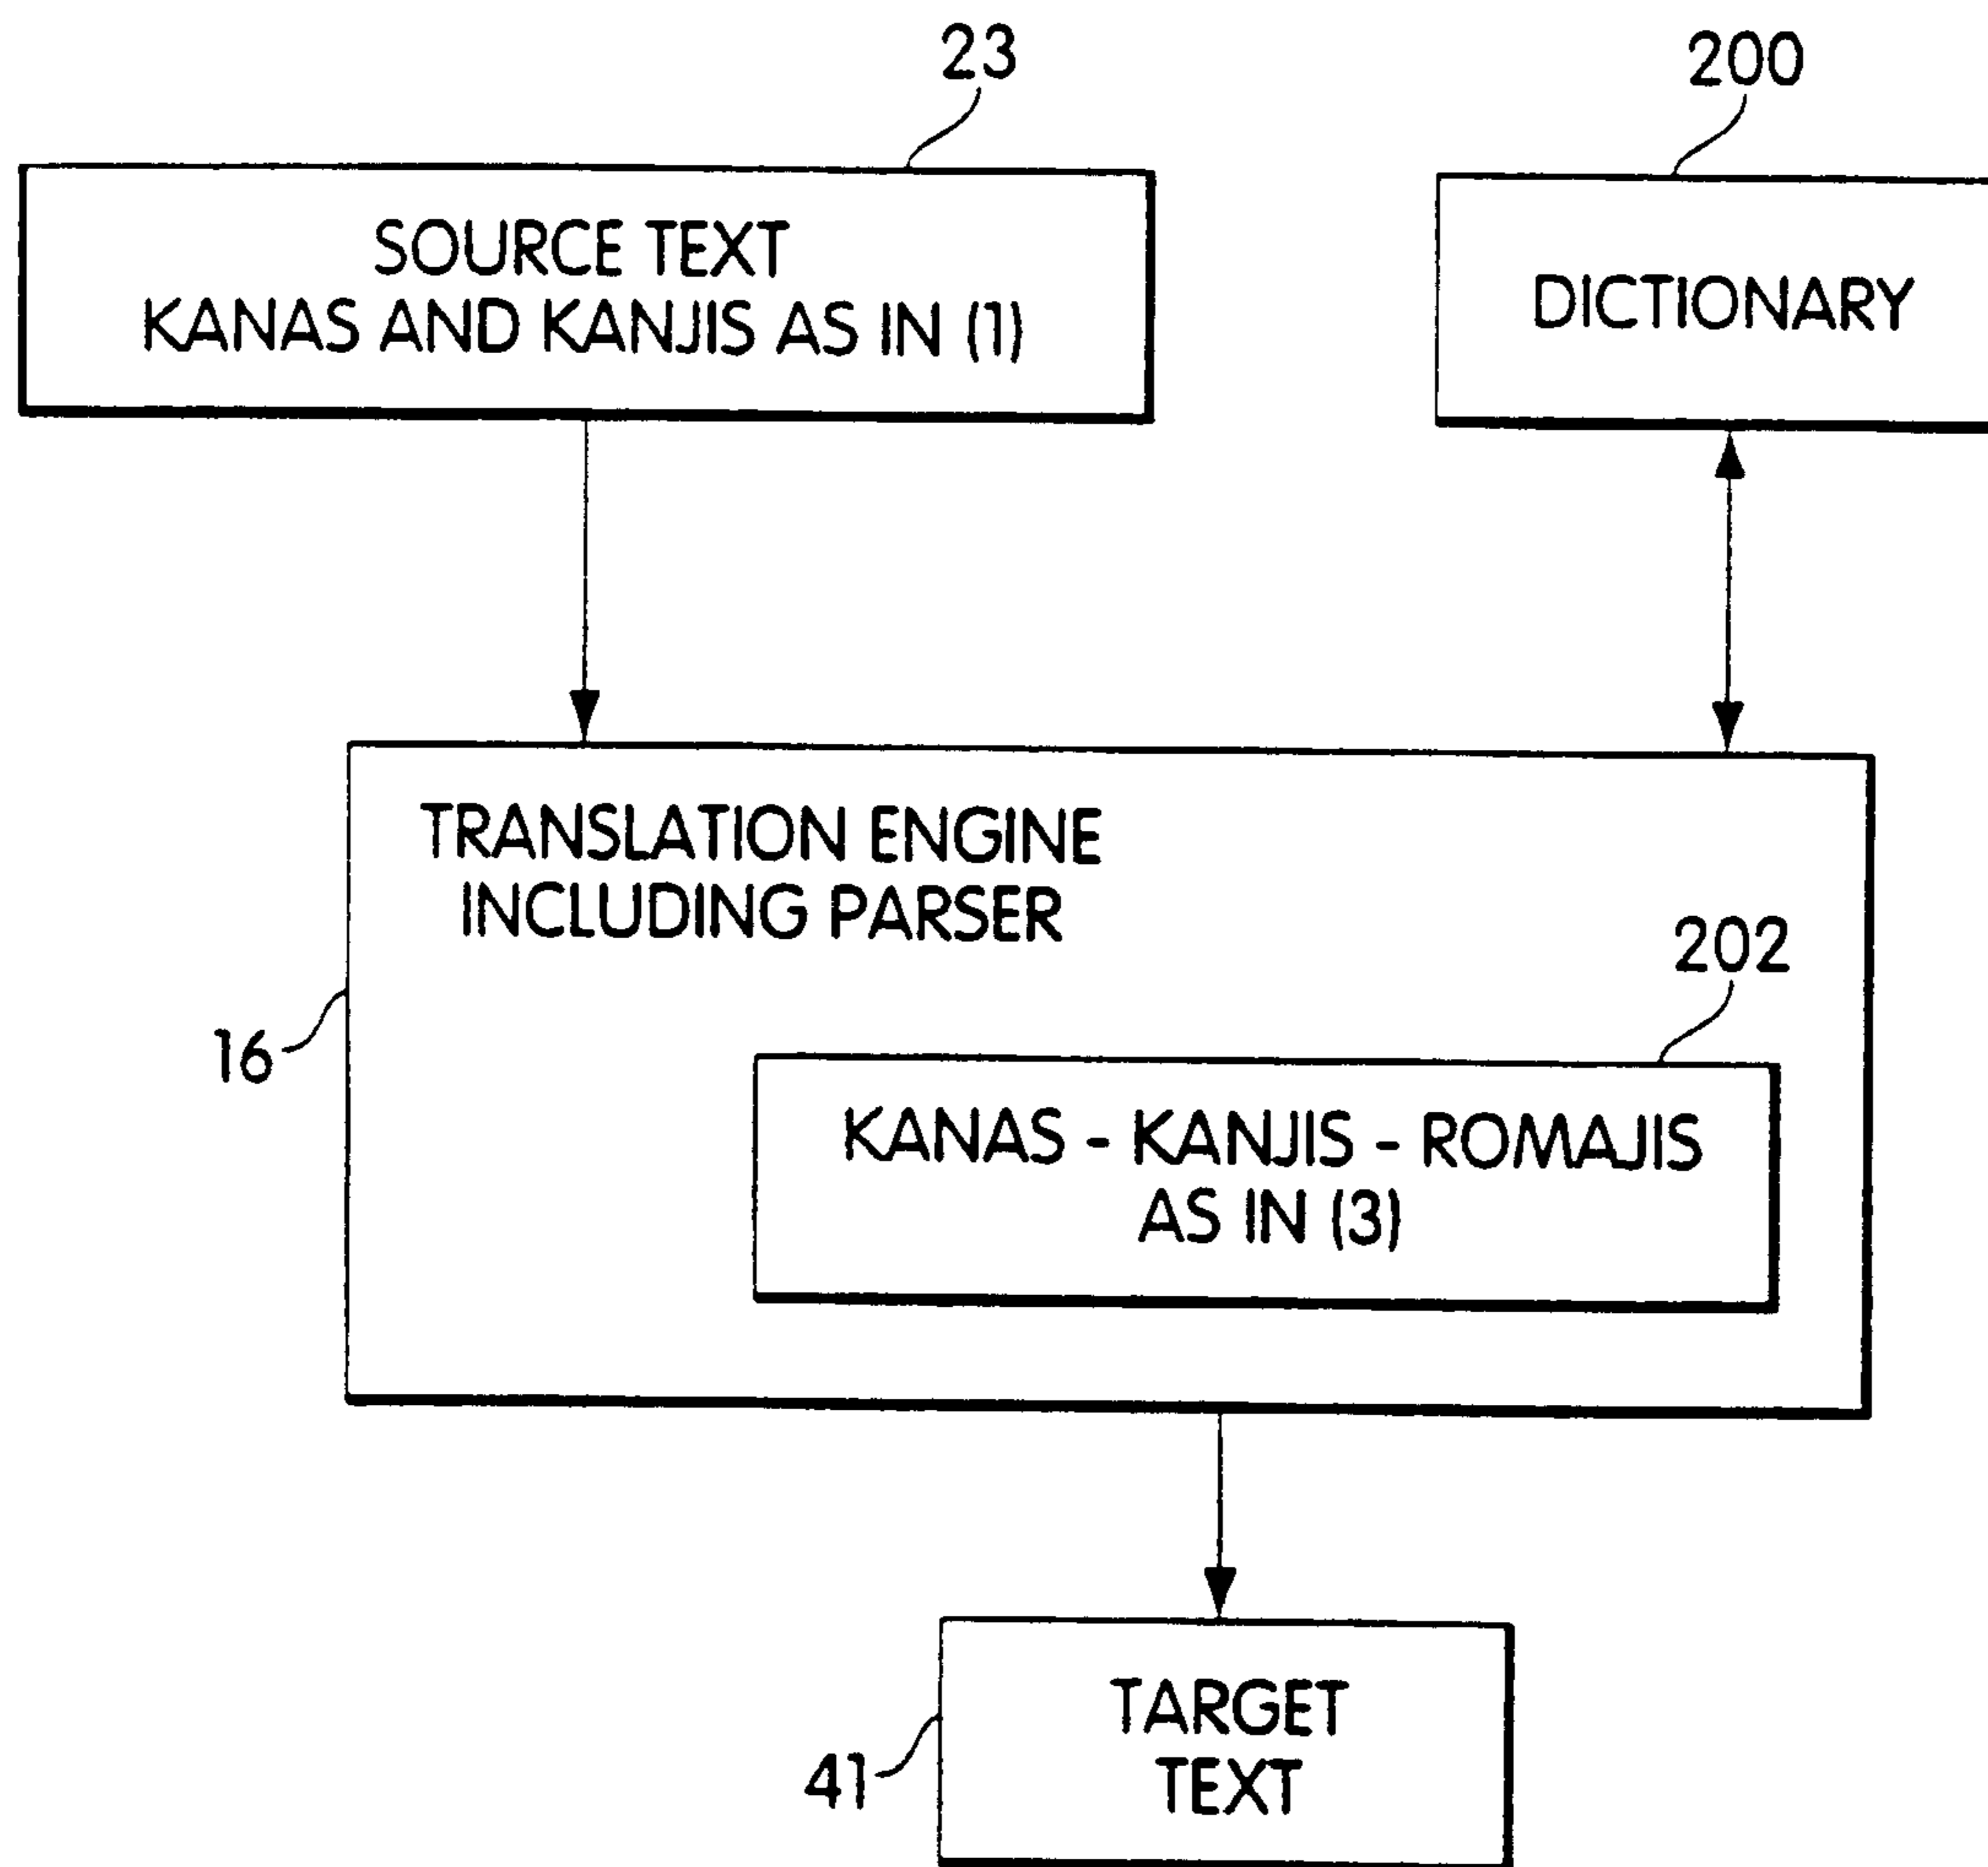 23
200
SOURCE TEXT
KANAS AND KANJIS AS IN (1)
DICTIONARY
TRANSLATION ENGINE
INCLUDING PARSER
202
16
KANAS - KANJIS - ROMAJIS
AS IN (3)
TARGET
TEXT
41